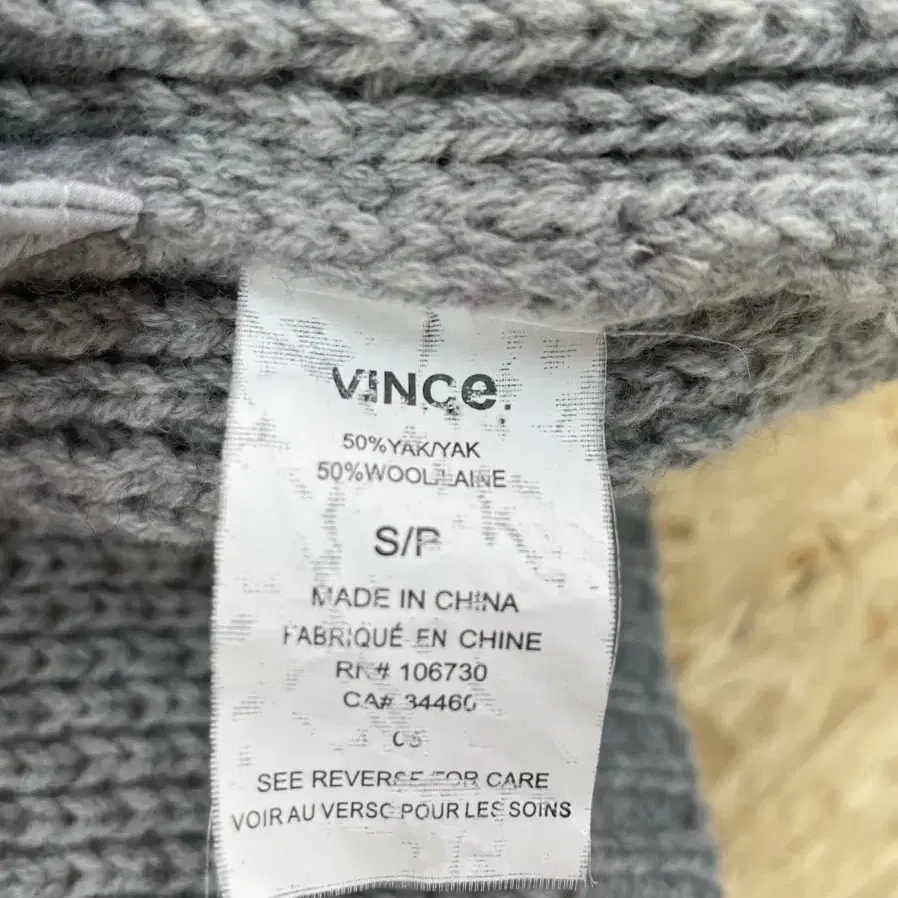 VINCe.
50%YAK/YAK
50%WOOL/LAINE
S/P
MADE IN CHINA
FABRIQUÉ EN CHINE
RN# 106730
CA# 34460
05
SEE REVERSE FOR CARE
VOIR AU VERSO POUR LES SOINS